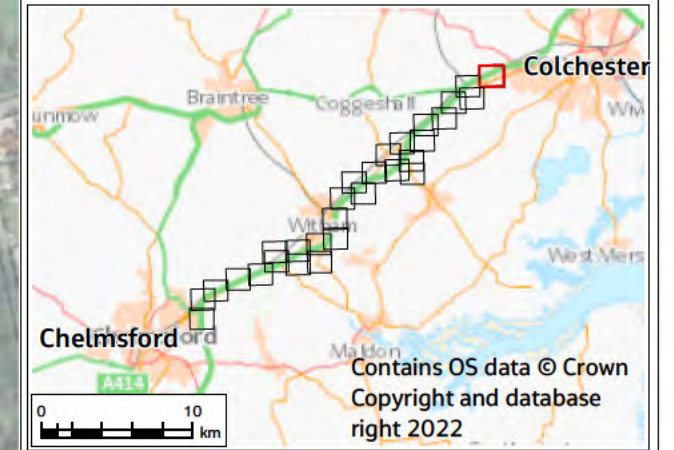 Colchester
Braintree
Coggeshall
unmow
Witham
West Mers
Chelmsford
Maldon
A414
Contains OS data © Crown
Copyright and database
right 2022
0 10
km